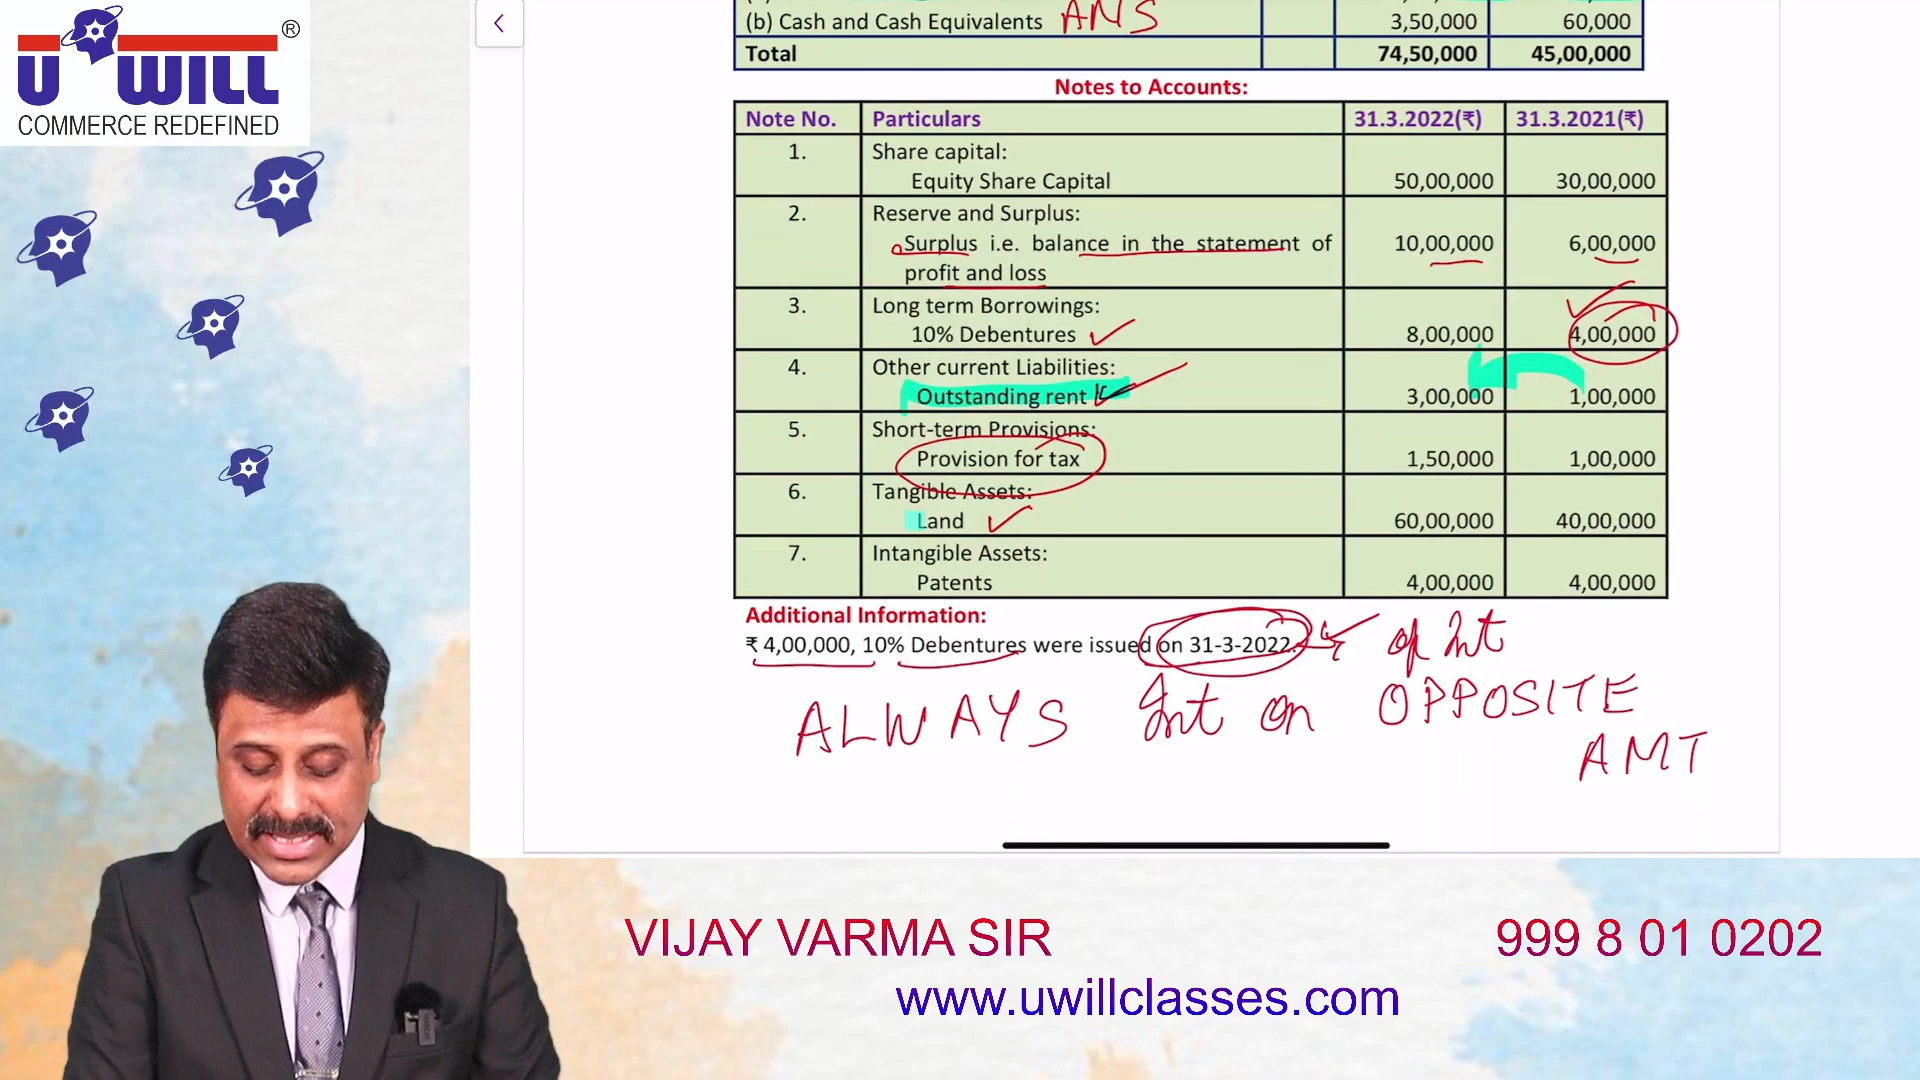 U WILL ®
COMMERCE REDEFINED
(b) Cash and Cash Equivalents ANS 3,50,000 60,000
Total 74,50,000 45,00,000
Notes to Accounts:
Note No. Particulars 31.3.2022(₹) 31.3.2021(₹)
1. Share capital:
Equity Share Capital 50,00,000 30,00,000
2. Reserve and Surplus:
Surplus i.e. balance in the statement of 10,00,000 6,00,000
profit and loss
3. Long term Borrowings:
10% Debentures 8,00,000 4,00,000
4. Other current Liabilities:
Outstanding rent 3,00,000 1,00,000
5. Short-term Provisions:
Provision for tax 1,50,000 1,00,000
6. Tangible Assets:
Land 60,00,000 40,00,000
7. Intangible Assets:
Patents 4,00,000 4,00,000
Additional Information:
₹ 4,00,000, 10% Debentures were issued on 31-3-2022.
op Int
ALWAYS Int on OPPOSITE
AMT
VIJAY VARMA SIR 999 8 01 0202
www.uwillclasses.com